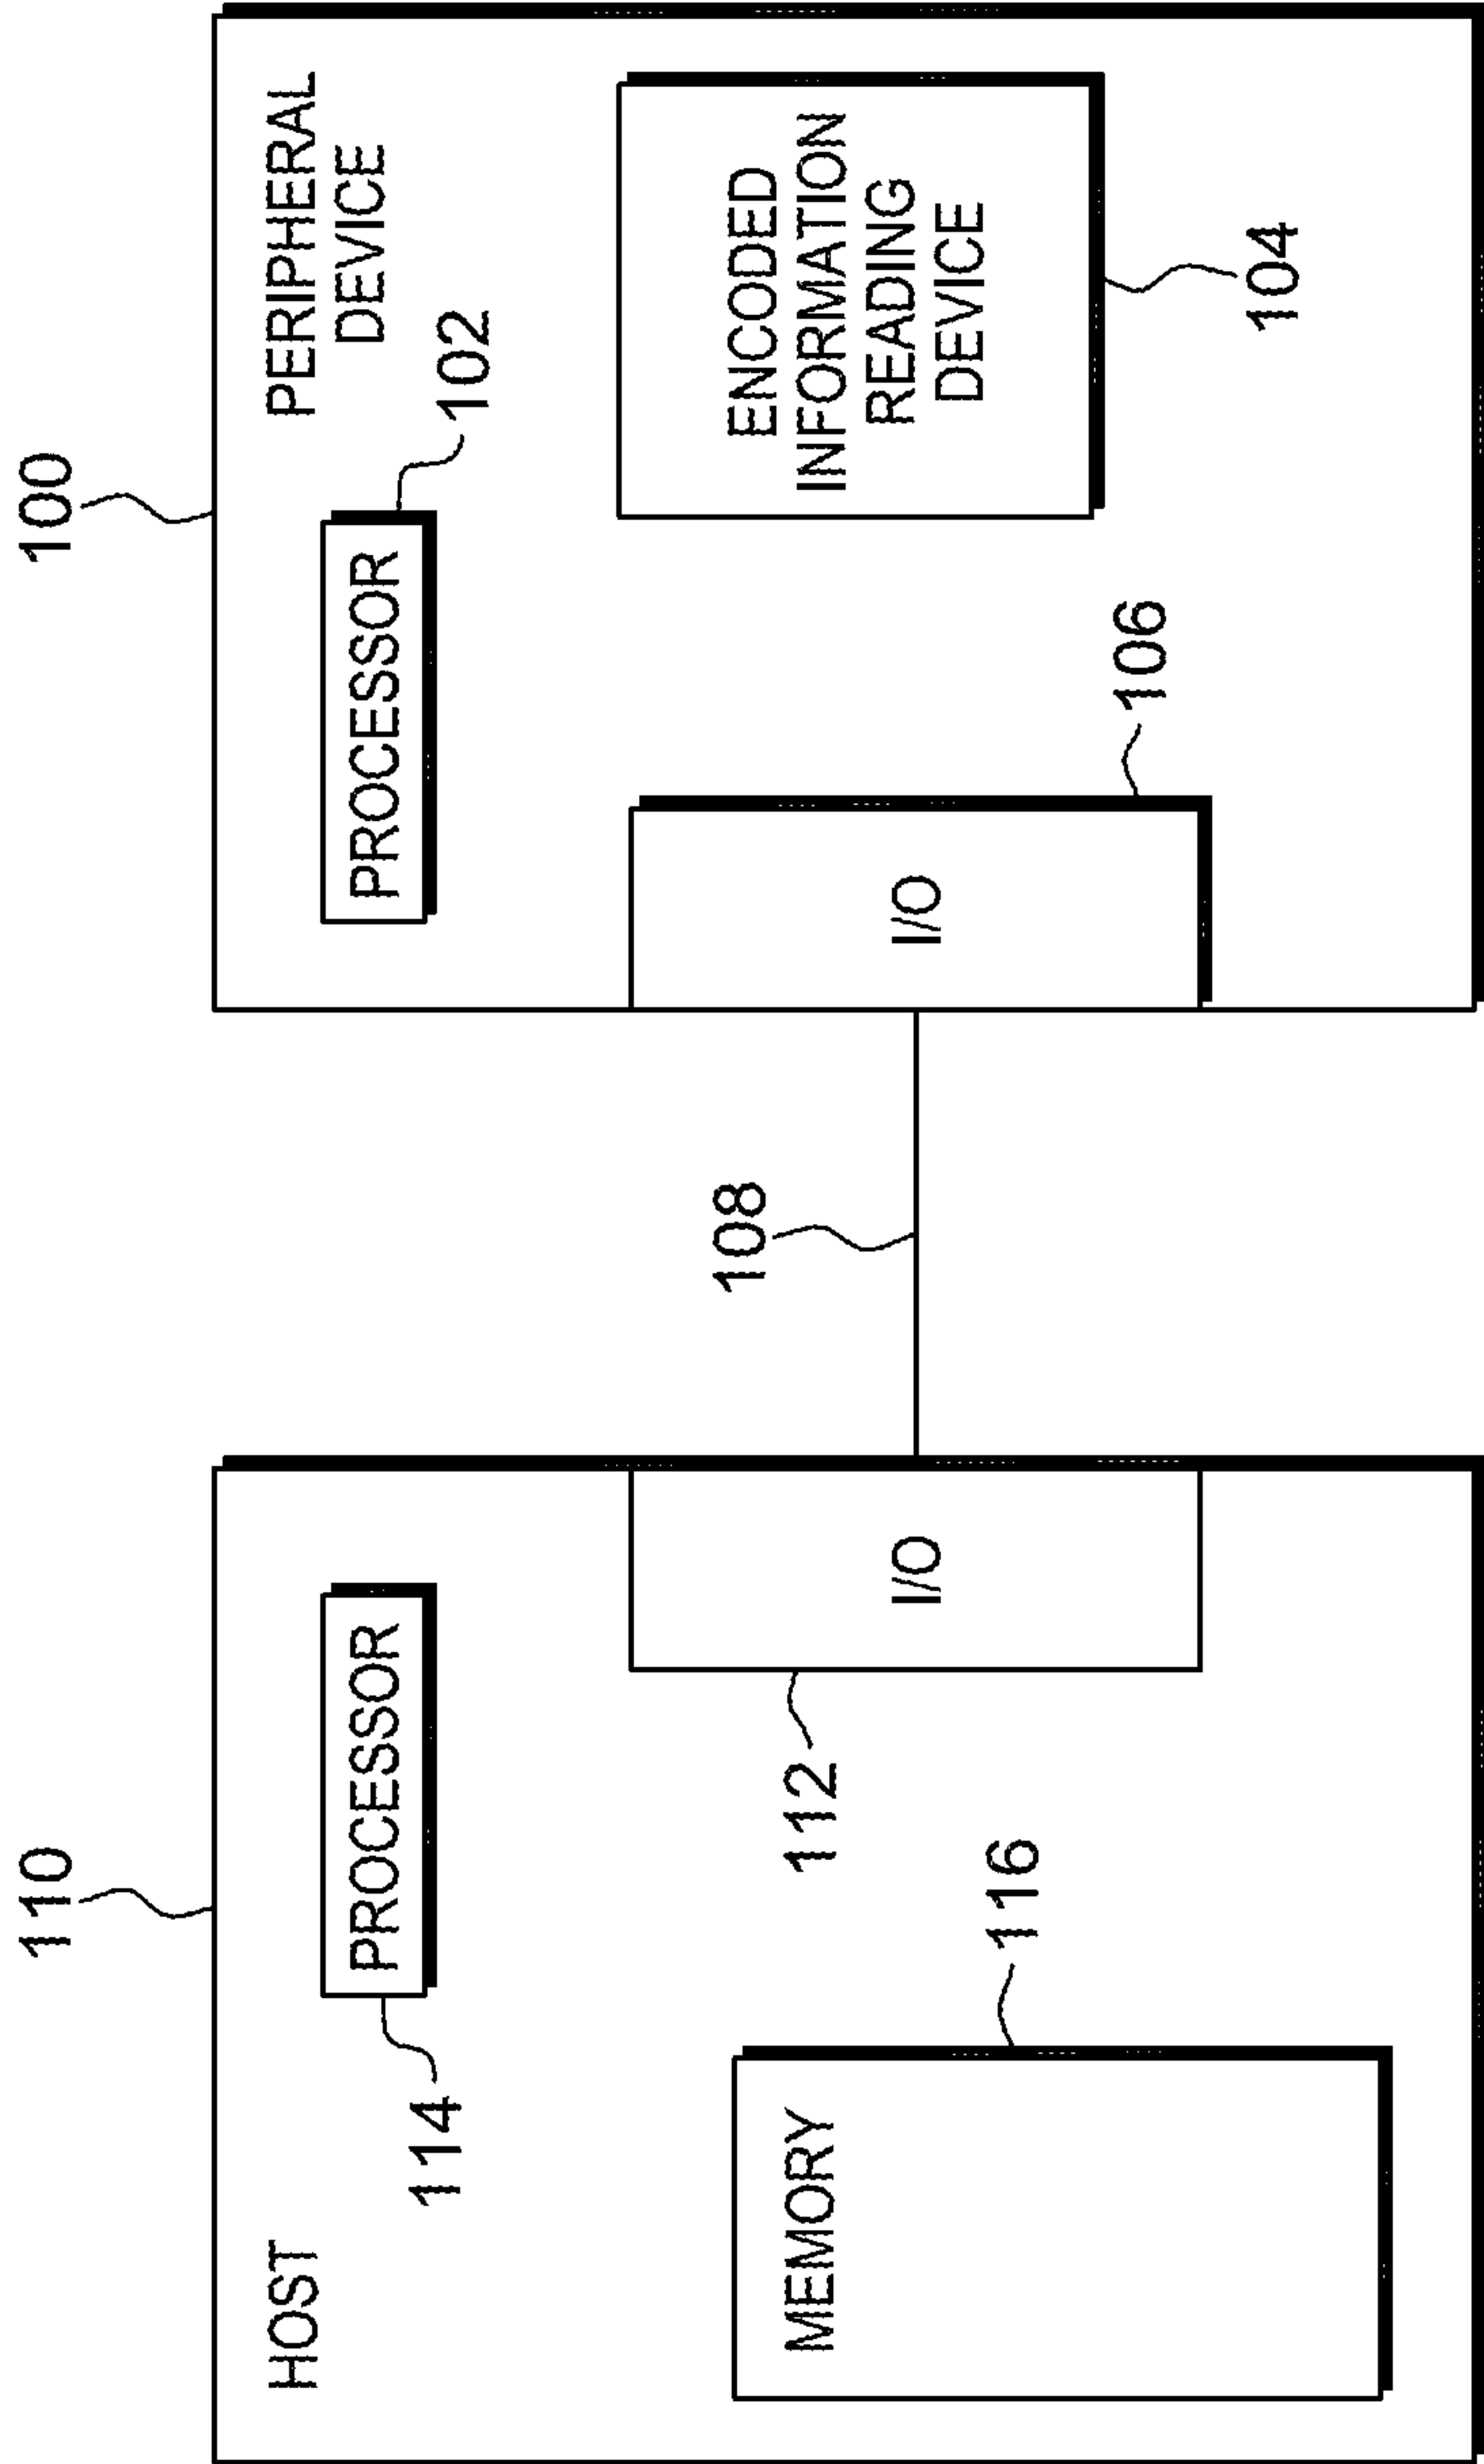 110
HOST
PROCESSOR
114
I/O
112
116
MEMORY
108
100
PERIPHERAL
DEVICE
PROCESSOR
102
ENCODED
INFORMATION
READING
DEVICE
104
I/O
106